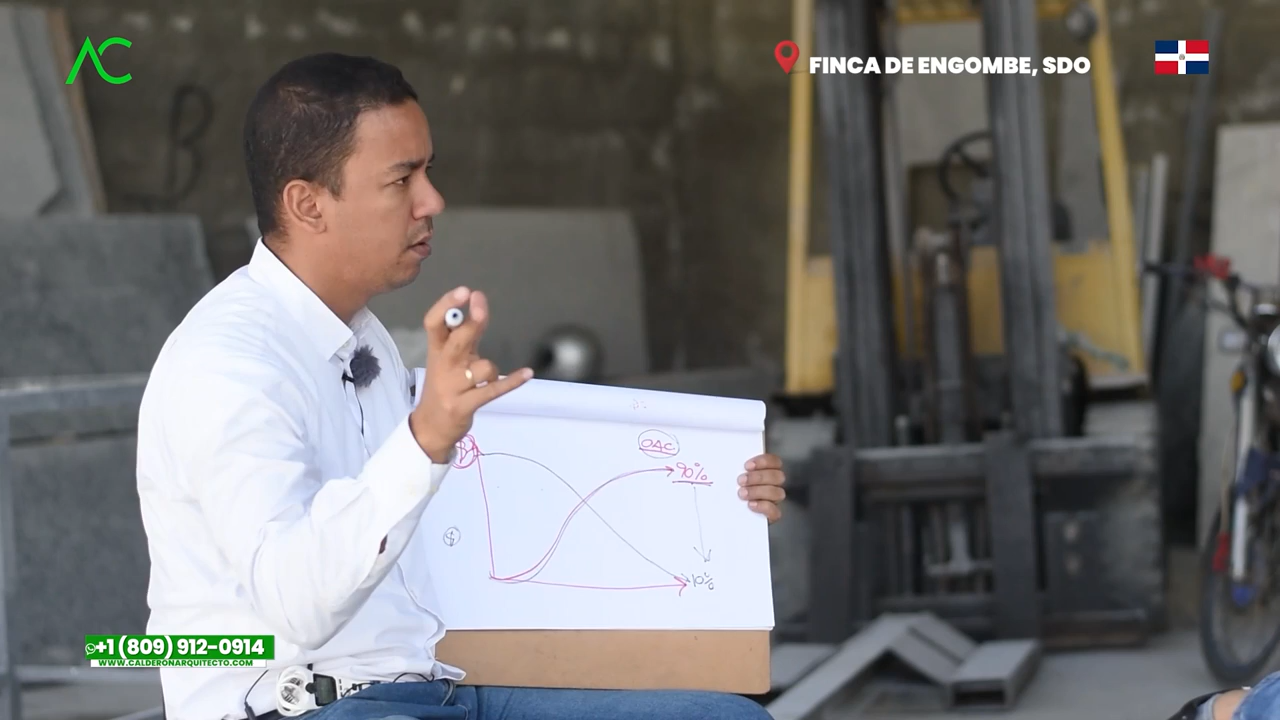 AC
FINCA DE ENGOMBE, SDO
OAC
90%
$
10%
+1 (809) 912-0914
WWW.CALDERONARQUITECTO.COM